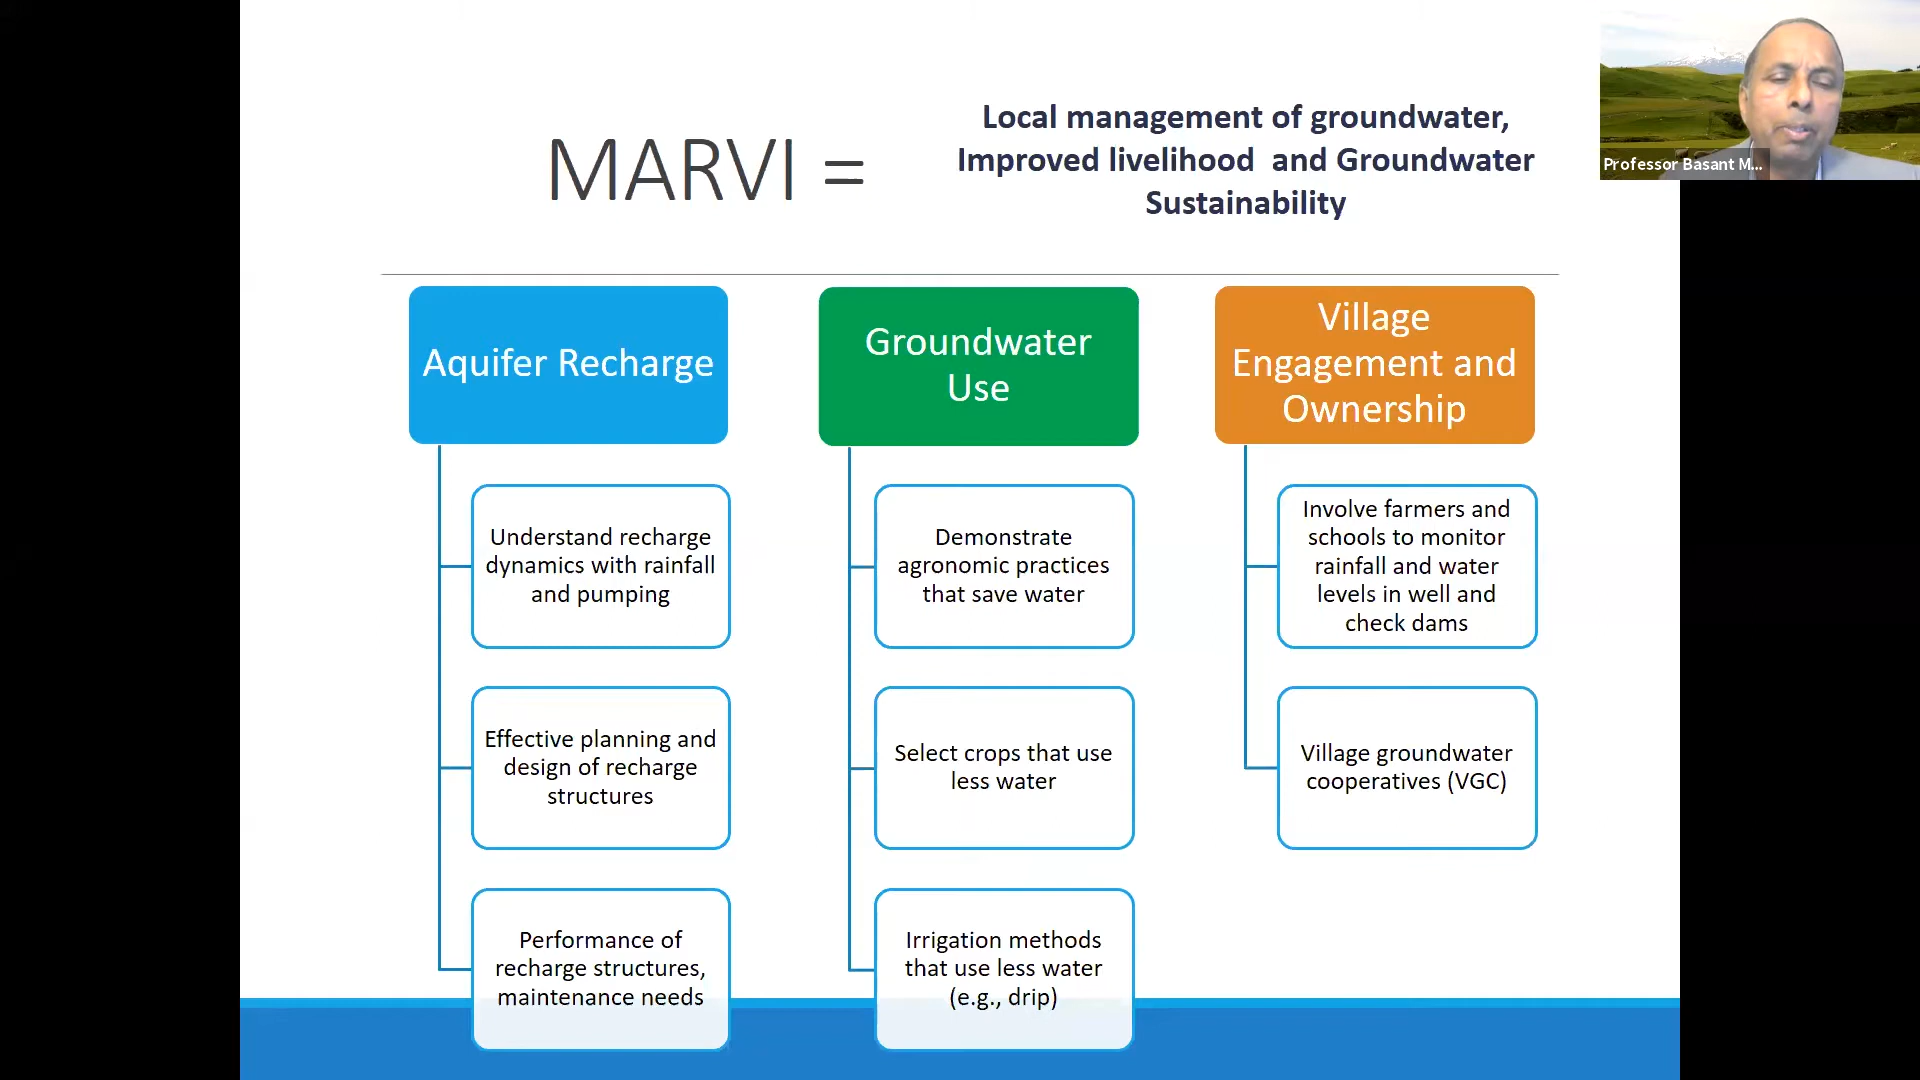 MARVI =
Local management of groundwater,
Improved livelihood and Groundwater
Sustainability
Professor Basant M...
Aquifer Recharge
Understand recharge
dynamics with rainfall
and pumping
Effective planning and
design of recharge
structures
Performance of
recharge structures,
maintenance needs
Groundwater
Use
Demonstrate
agronomic practices
that save water
Select crops that use
less water
Irrigation methods
that use less water
(e.g., drip)
Village
Engagement and
Ownership
Involve farmers and
schools to monitor
rainfall and water
levels in well and
check dams
Village groundwater
cooperatives (VGC)